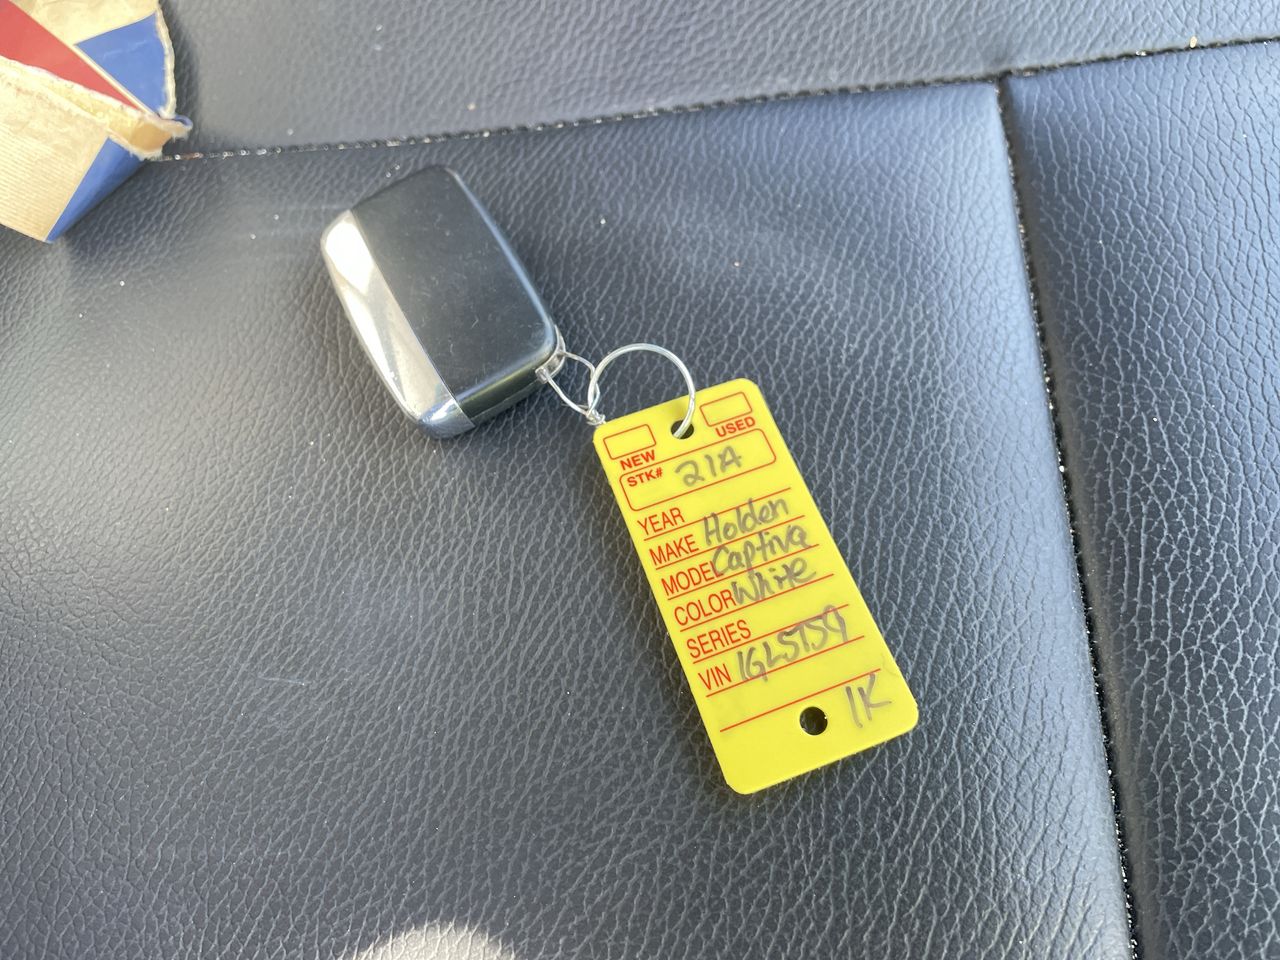 NEW USED
STK# 21A
YEAR
MAKE Holden
MODEL Captiva
COLOR White
SERIES
VIN 1GL5T59
1K